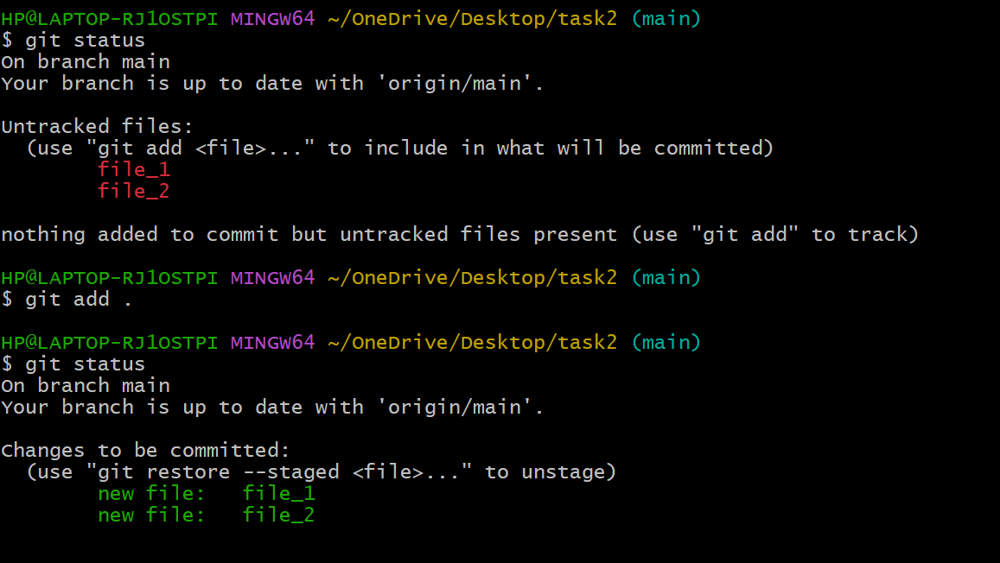 HP@LAPTOP-RJ1OSTPI MINGW64 ~/OneDrive/Desktop/task2 (main)
$ git status
On branch main
Your branch is up to date with 'origin/main'.

Untracked files:
  (use "git add <file>..." to include in what will be committed)
        file_1
        file_2

nothing added to commit but untracked files present (use "git add" to track)

HP@LAPTOP-RJ1OSTPI MINGW64 ~/OneDrive/Desktop/task2 (main)
$ git add .

HP@LAPTOP-RJ1OSTPI MINGW64 ~/OneDrive/Desktop/task2 (main)
$ git status
On branch main
Your branch is up to date with 'origin/main'.

Changes to be committed:
  (use "git restore --staged <file>..." to unstage)
        new file:   file_1
        new file:   file_2